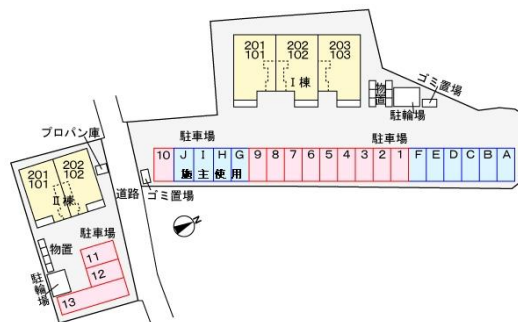 201 202 203
101 102 103
Ⅰ棟
物置
ゴミ置場
駐輪場
駐車場
駐車場
10 J I H G 9 8 7 6 5 4 3 2 1 F E D C B A
施主使用
プロパン庫
201 202
101 102
Ⅱ棟
道路
ゴミ置場
N
物置
駐車場
駐輪場
11
12
13